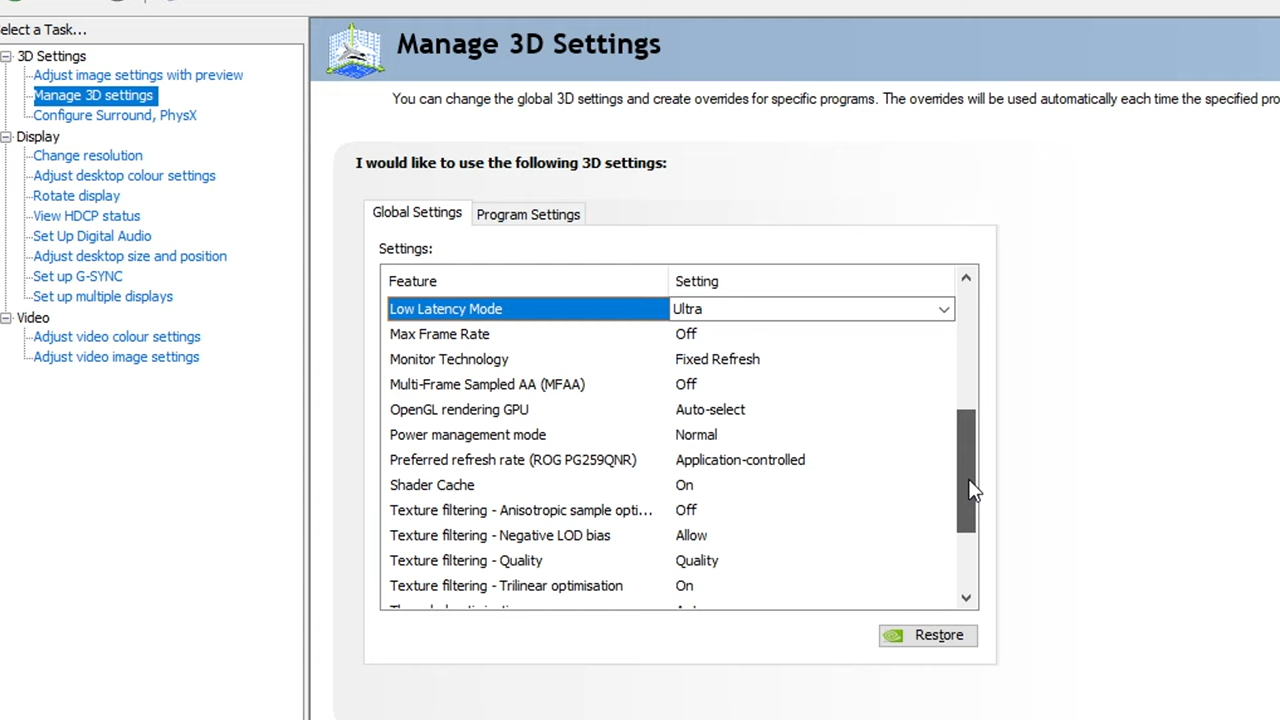 elect a Task...
3D Settings
Adjust image settings with preview
Manage 3D settings
Configure Surround, PhysX
Display
Change resolution
Adjust desktop colour settings
Rotate display
View HDCP status
Set Up Digital Audio
Adjust desktop size and position
Set up G-SYNC
Set up multiple displays
Video
Adjust video colour settings
Adjust video image settings
Manage 3D Settings
You can change the global 3D settings and create overrides for specific programs. The overrides will be used automatically each time the specified pro
I would like to use the following 3D settings:
Global Settings Program Settings
Settings:
Feature Setting
Low Latency Mode Ultra
Max Frame Rate Off
Monitor Technology Fixed Refresh
Multi-Frame Sampled AA (MFAA) Off
OpenGL rendering GPU Auto-select
Power management mode Normal
Preferred refresh rate (ROG PG259QNR) Application-controlled
Shader Cache On
Texture filtering - Anisotropic sample opti... Off
Texture filtering - Negative LOD bias Allow
Texture filtering - Quality Quality
Texture filtering - Trilinear optimisation On
Restore